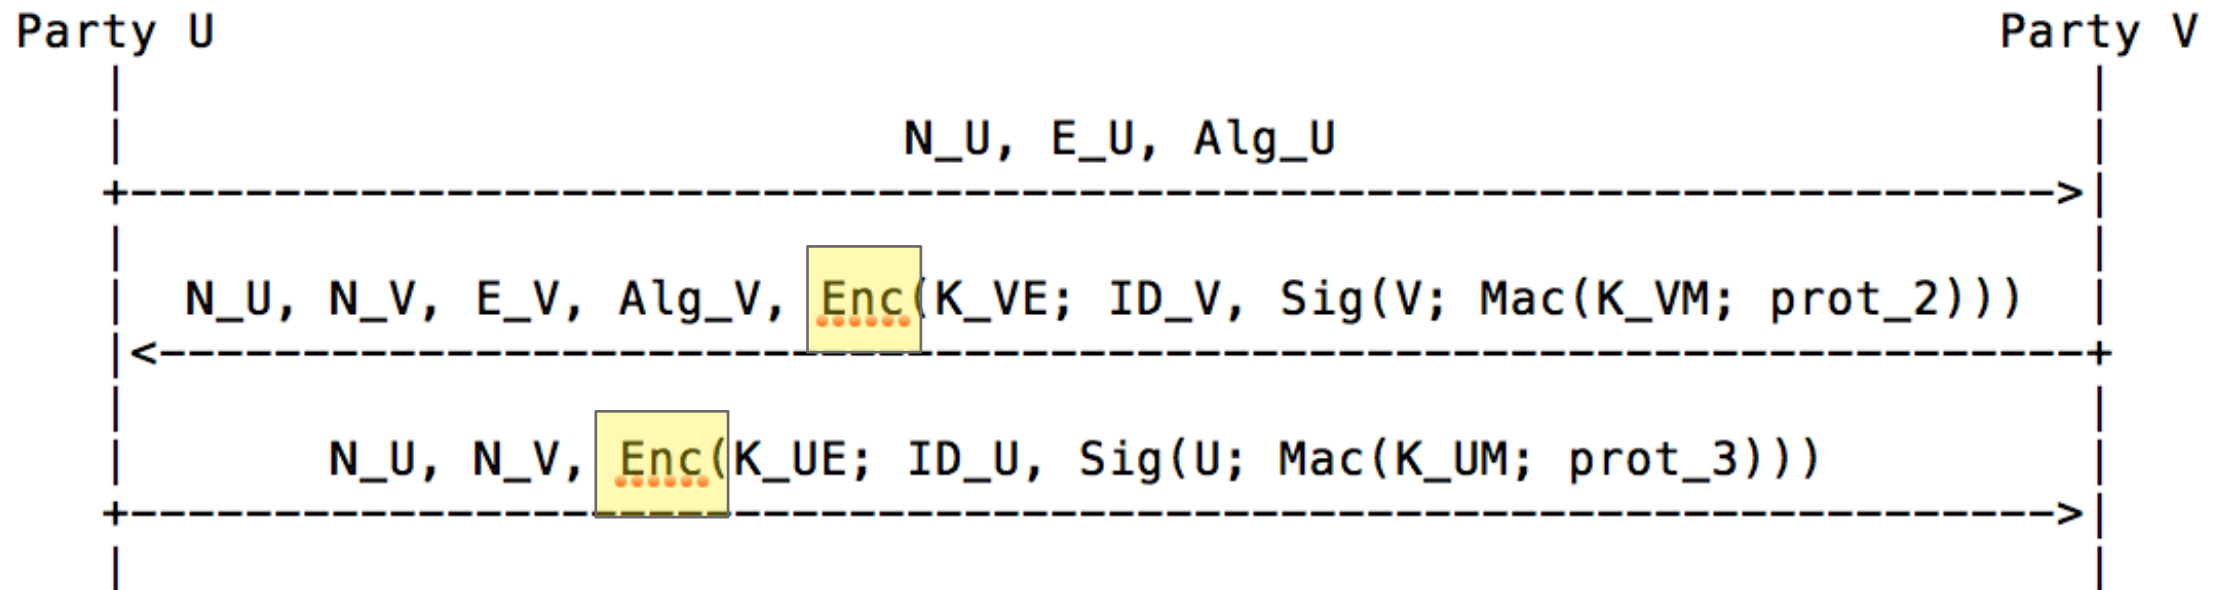 Party U Party V
N_U, E_U, Alg_U
N_U, N_V, E_V, Alg_V, Enc(K_VE; ID_V, Sig(V; Mac(K_VM; prot_2)))
N_U, N_V, Enc(K_UE; ID_U, Sig(U; Mac(K_UM; prot_3)))